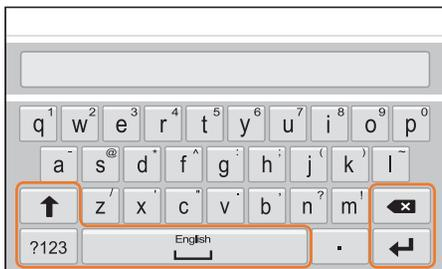 q 1 w 2 e 3 r 4 t 5 y 6 u 7 i 8 o 9 p 0
a - s @ d * f ^ g : h ; j ( k ) l ~
z / x ' c " v . b , n ? m !
?123 English .